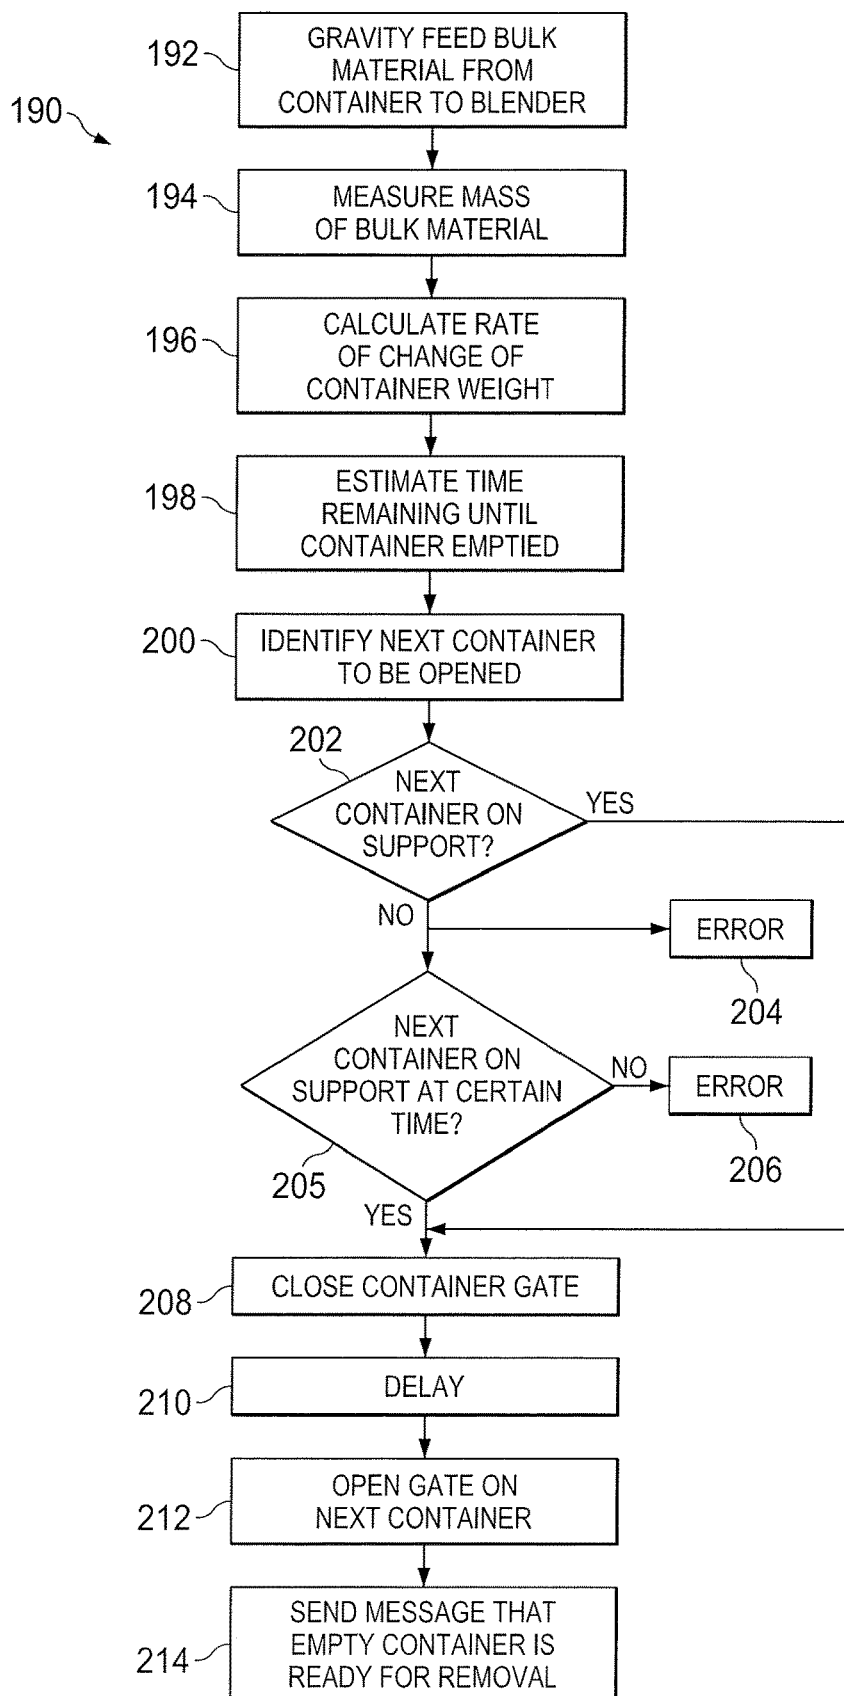 192
GRAVITY FEED BULK
MATERIAL FROM
CONTAINER TO BLENDER
190
194
MEASURE MASS
OF BULK MATERIAL
196
CALCULATE RATE
OF CHANGE OF
CONTAINER WEIGHT
198
ESTIMATE TIME
REMAINING UNTIL
CONTAINER EMPTIED
200
IDENTIFY NEXT CONTAINER
TO BE OPENED
202
NEXT
CONTAINER ON
SUPPORT?
YES
NO
ERROR
204
NEXT
CONTAINER ON
SUPPORT AT CERTAIN
TIME?
NO
ERROR
205
206
YES
208
CLOSE CONTAINER GATE
210
DELAY
212
OPEN GATE ON
NEXT CONTAINER
214
SEND MESSAGE THAT
EMPTY CONTAINER IS
READY FOR REMOVAL